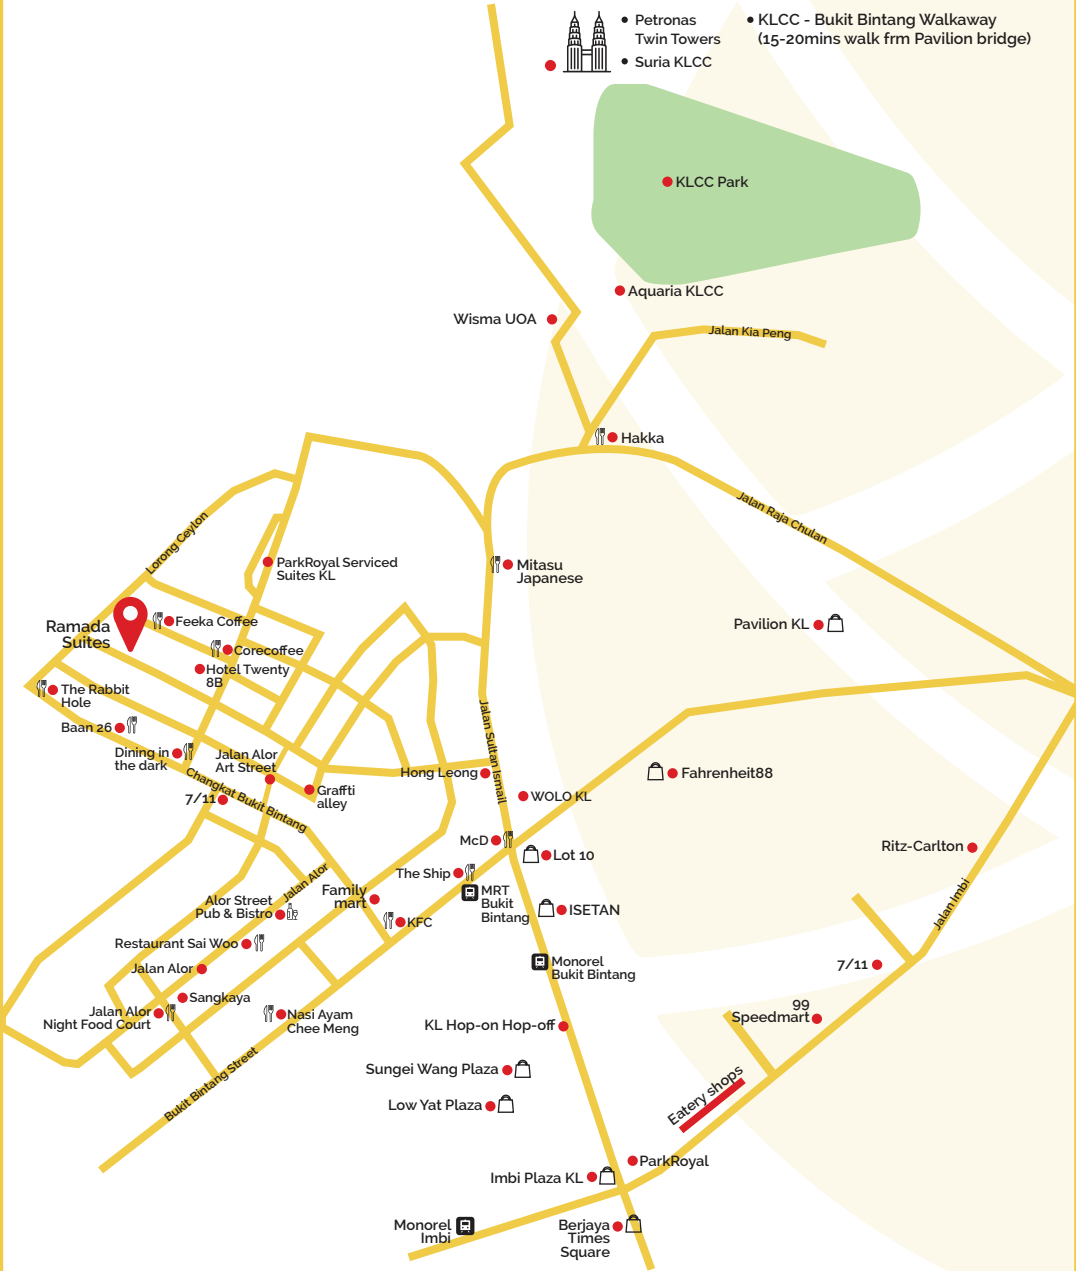 Petronas
Twin Towers
Suria KLCC
KLCC - Bukit Bintang Walkaway
(15-20mins walk frm Pavilion bridge)
KLCC Park
Aquaria KLCC
Wisma UOA
Jalan Kia Peng
Hakka
Jalan Raja Chulan
Lorong Ceylon
ParkRoyal Serviced
Suites KL
Mitasu
Japanese
Ramada
Suites
Feeka Coffee
Pavilion KL
Corecoffee
Hotel Twenty
8B
The Rabbit
Hole
Baan 26
Jalan Sultan Ismail
Dining in
the dark
Jalan Alor
Art Street
Hong Leong
Fahrenheit88
Changkat Bukit Bintang
7/11
Graffti
alley
WOLO KL
McD
Lot 10
Ritz-Carlton
The Ship
Jalan Alor
Family
mart
MRT
Bukit
Bintang
Jalan Imbi
Alor Street
Pub & Bistro
KFC
ISETAN
Restaurant Sai Woo
Jalan Alor
Monorel
Bukit Bintang
7/11
Sangkaya
Jalan Alor
Night Food Court
Nasi Ayam
Chee Meng
KL Hop-on Hop-off
99
Speedmart
Bukit Bintang Street
Sungei Wang Plaza
Eatery shops
Low Yat Plaza
ParkRoyal
Imbi Plaza KL
Monorel
Imbi
Berjaya
Times
Square